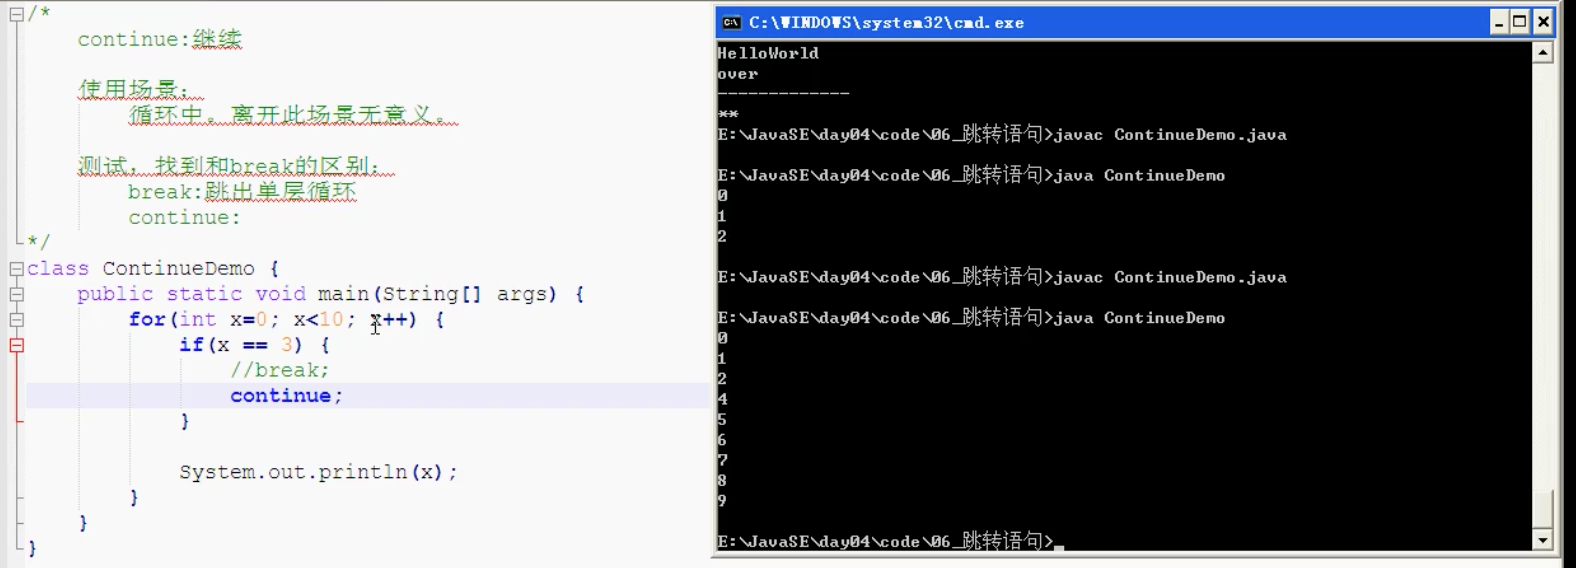 /*
continue:继续
使用场景：
循环中。离开此场景无意义。
测试，找到和break的区别：
break:跳出单层循环
continue:
*/
class ContinueDemo {
public static void main(String[] args) {
for(int x=0; x<10; x++) {
if(x == 3) {
//break;
continue;
}
System.out.println(x);
}
}
}
C:\WINDOWS\system32\cmd.exe
HelloWorld
over
-------------
**
E:\JavaSE\day04\code\06_跳转语句>javac ContinueDemo.java
E:\JavaSE\day04\code\06_跳转语句>java ContinueDemo
0
1
2
E:\JavaSE\day04\code\06_跳转语句>javac ContinueDemo.java
E:\JavaSE\day04\code\06_跳转语句>java ContinueDemo
0
1
2
4
5
6
7
8
9
E:\JavaSE\day04\code\06_跳转语句>_